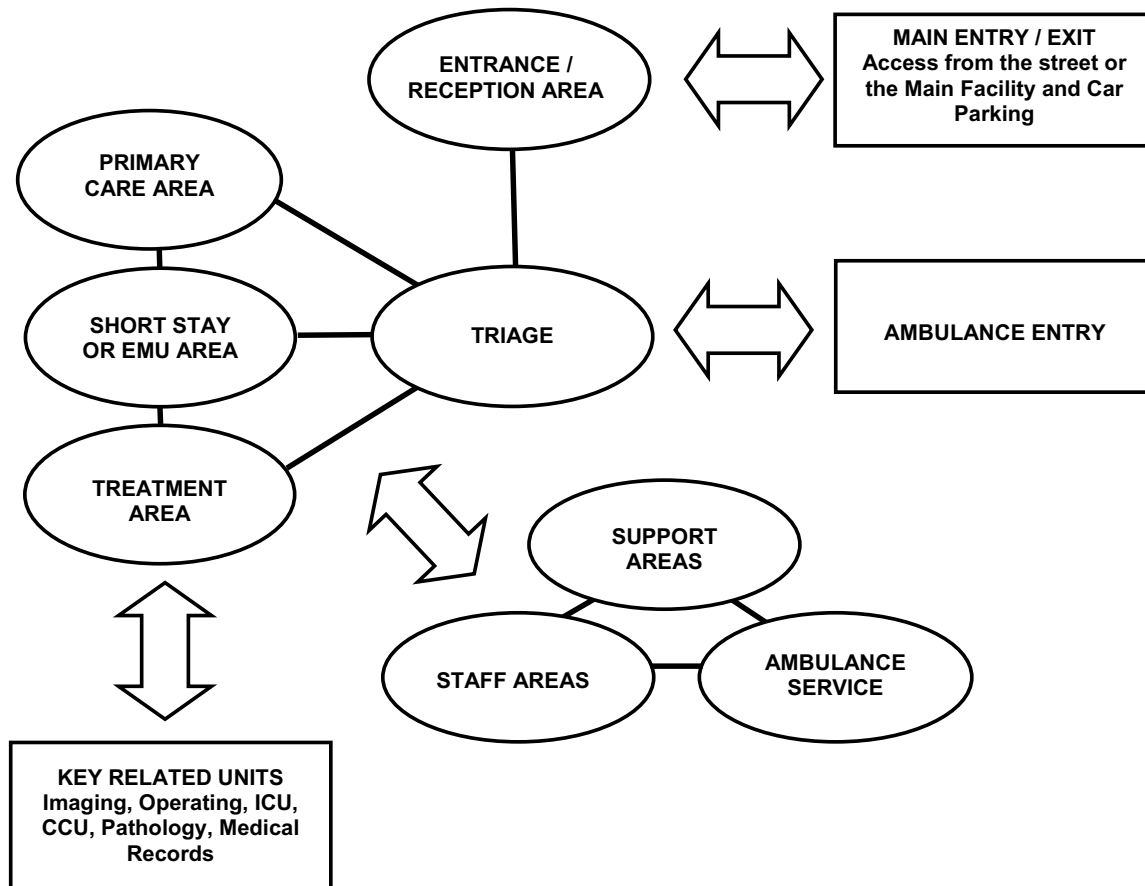 ENTRANCE /
RECEPTION AREA
MAIN ENTRY / EXIT
Access from the street or
the Main Facility and Car
Parking
PRIMARY
CARE AREA
SHORT STAY
OR EMU AREA
TRIAGE
AMBULANCE ENTRY
TREATMENT
AREA
SUPPORT
AREAS
STAFF AREAS
AMBULANCE
SERVICE
KEY RELATED UNITS
Imaging, Operating, ICU,
CCU, Pathology, Medical
Records